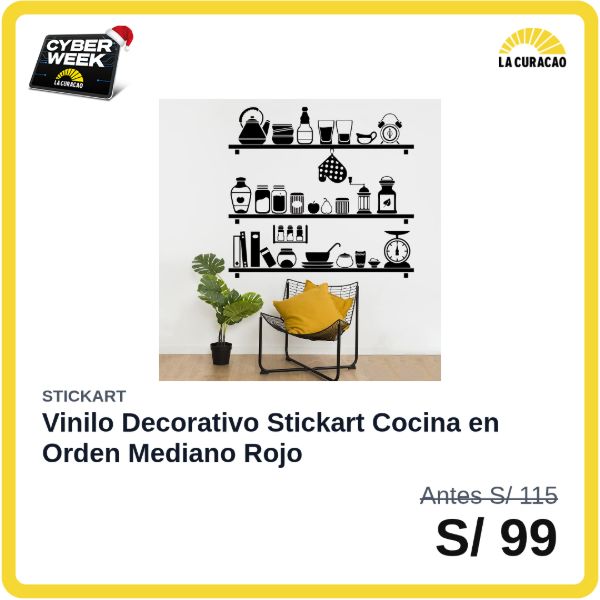 CYBER
WEEK
LA CURACAO
LA CURACAO
STICKART
Vinilo Decorativo Stickart Cocina en
Orden Mediano Rojo
Antes S/ 115
S/ 99